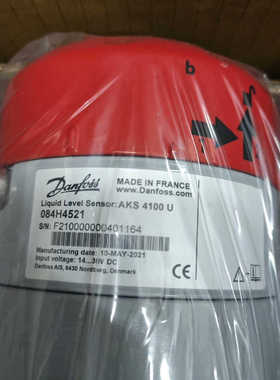 b
Danfoss
MADE IN FRANCE
www.Danfoss.com
Liquid Level Sensor: AKS 4100 U
084H4521
S/N: F210000000401164
Manufacturing date: 10-MAY-2021
Input voltage: 14...30V DC
Danfoss A/S, 6430 Nordborg, Denmark
CE